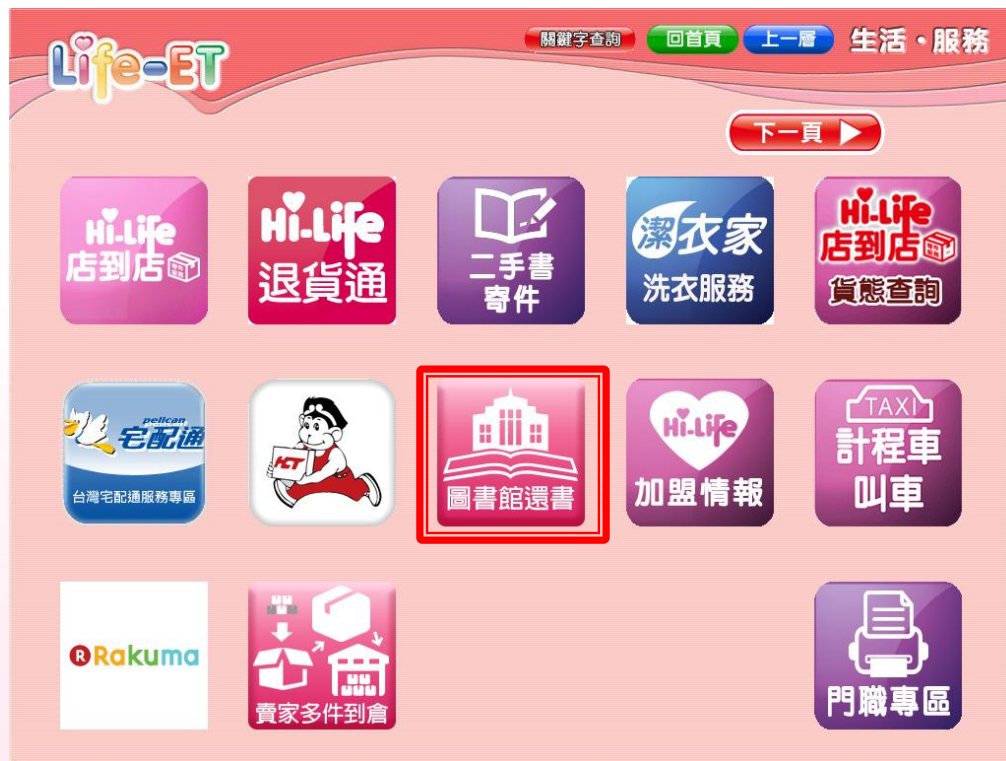 Life-ET
關鍵字查詢
回首頁
上一層
生活・服務
下一頁
Hi-Life
店到店
Hi-Life
退貨通
二手書
寄件
潔衣家
洗衣服務
Hi-Life
店到店
貨態查詢
pelican
宅配通
台灣宅配通服務專區
HCT
圖書館還書
Hi-Life
加盟情報
TAXI
計程車
叫車
R Rakuma
賣家多件到倉
門職專區